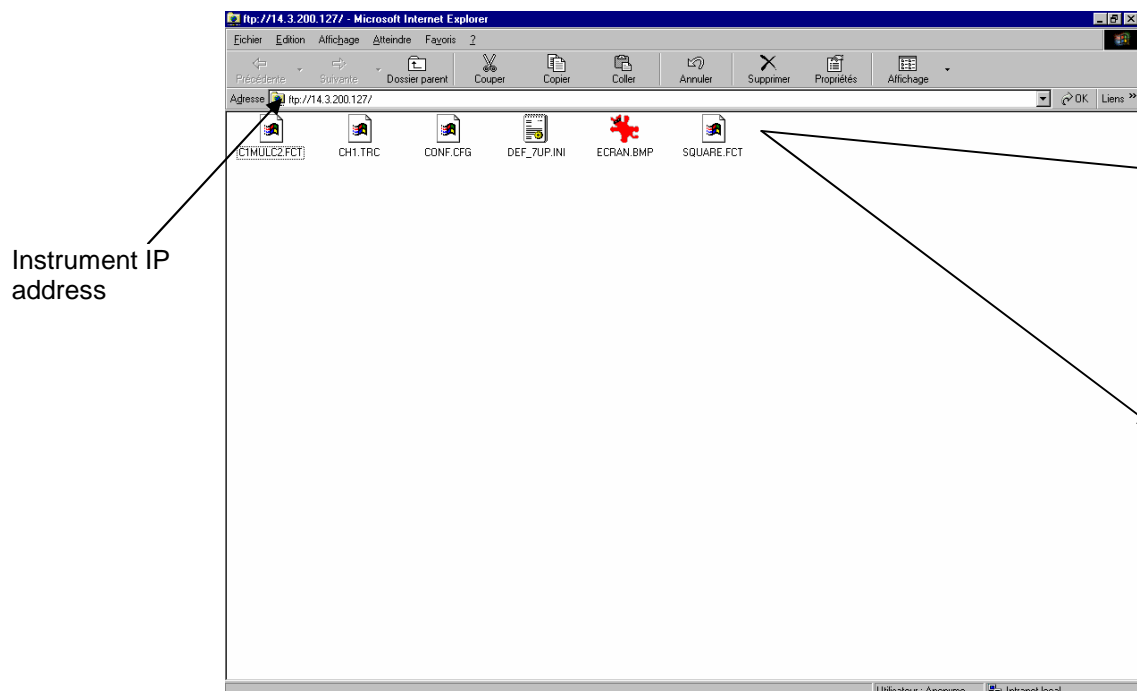 ftp://14.3.200.127/ - Microsoft Internet Explorer
Fichier Edition Affichage Atteindre Favoris ?
Précédente Suivante Dossier parent Couper Copier Coller Annuler Supprimer Propriétés Affichage
Adresse ftp://14.3.200.127/ OK Liens »
C1MULC2.FCT CH1.TRC CONF.CFG DEF_7UP.INI ECRAN.BMP SQUARE.FCT
Instrument IP
address
Utilisateur : Anonyme Intranet local